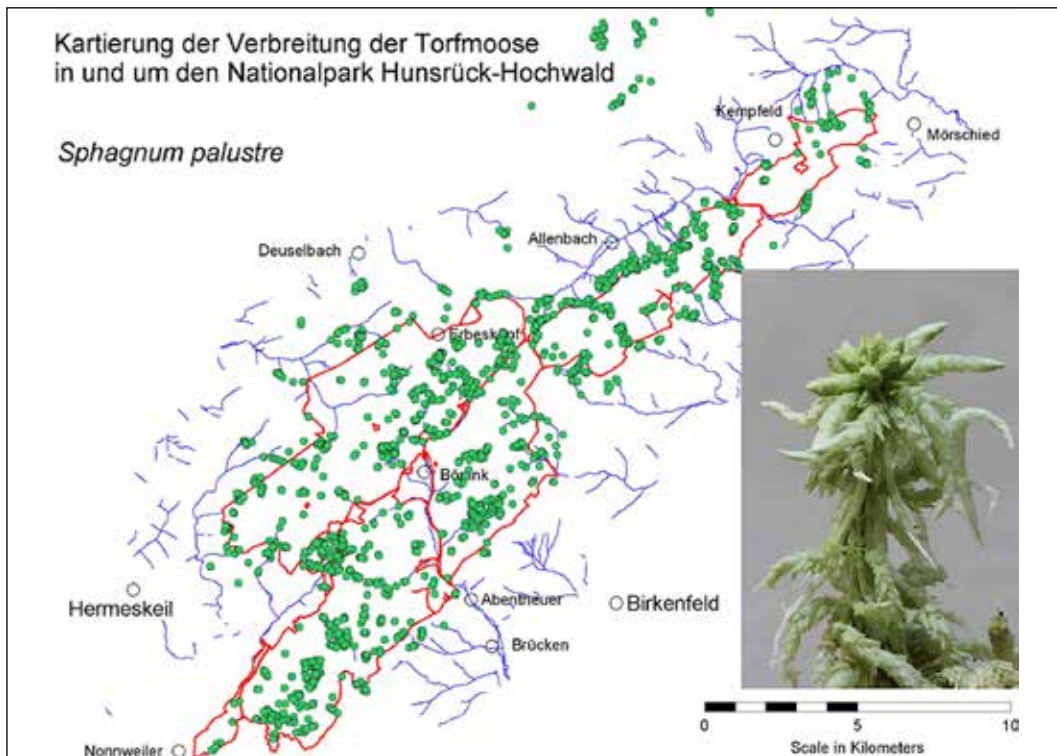 Kartierung der Verbreitung der Torfmoose
in und um den Nationalpark Hunsrück-Hochwald
Sphagnum palustre
Kempfeld
Mörschied
Deuselbach
Allenbach
Erbeskopf
Börfink
Hermeskeil
Abentheuer
Birkenfeld
Brücken
Nonnweiler
0 5 10
Scale in Kilometers